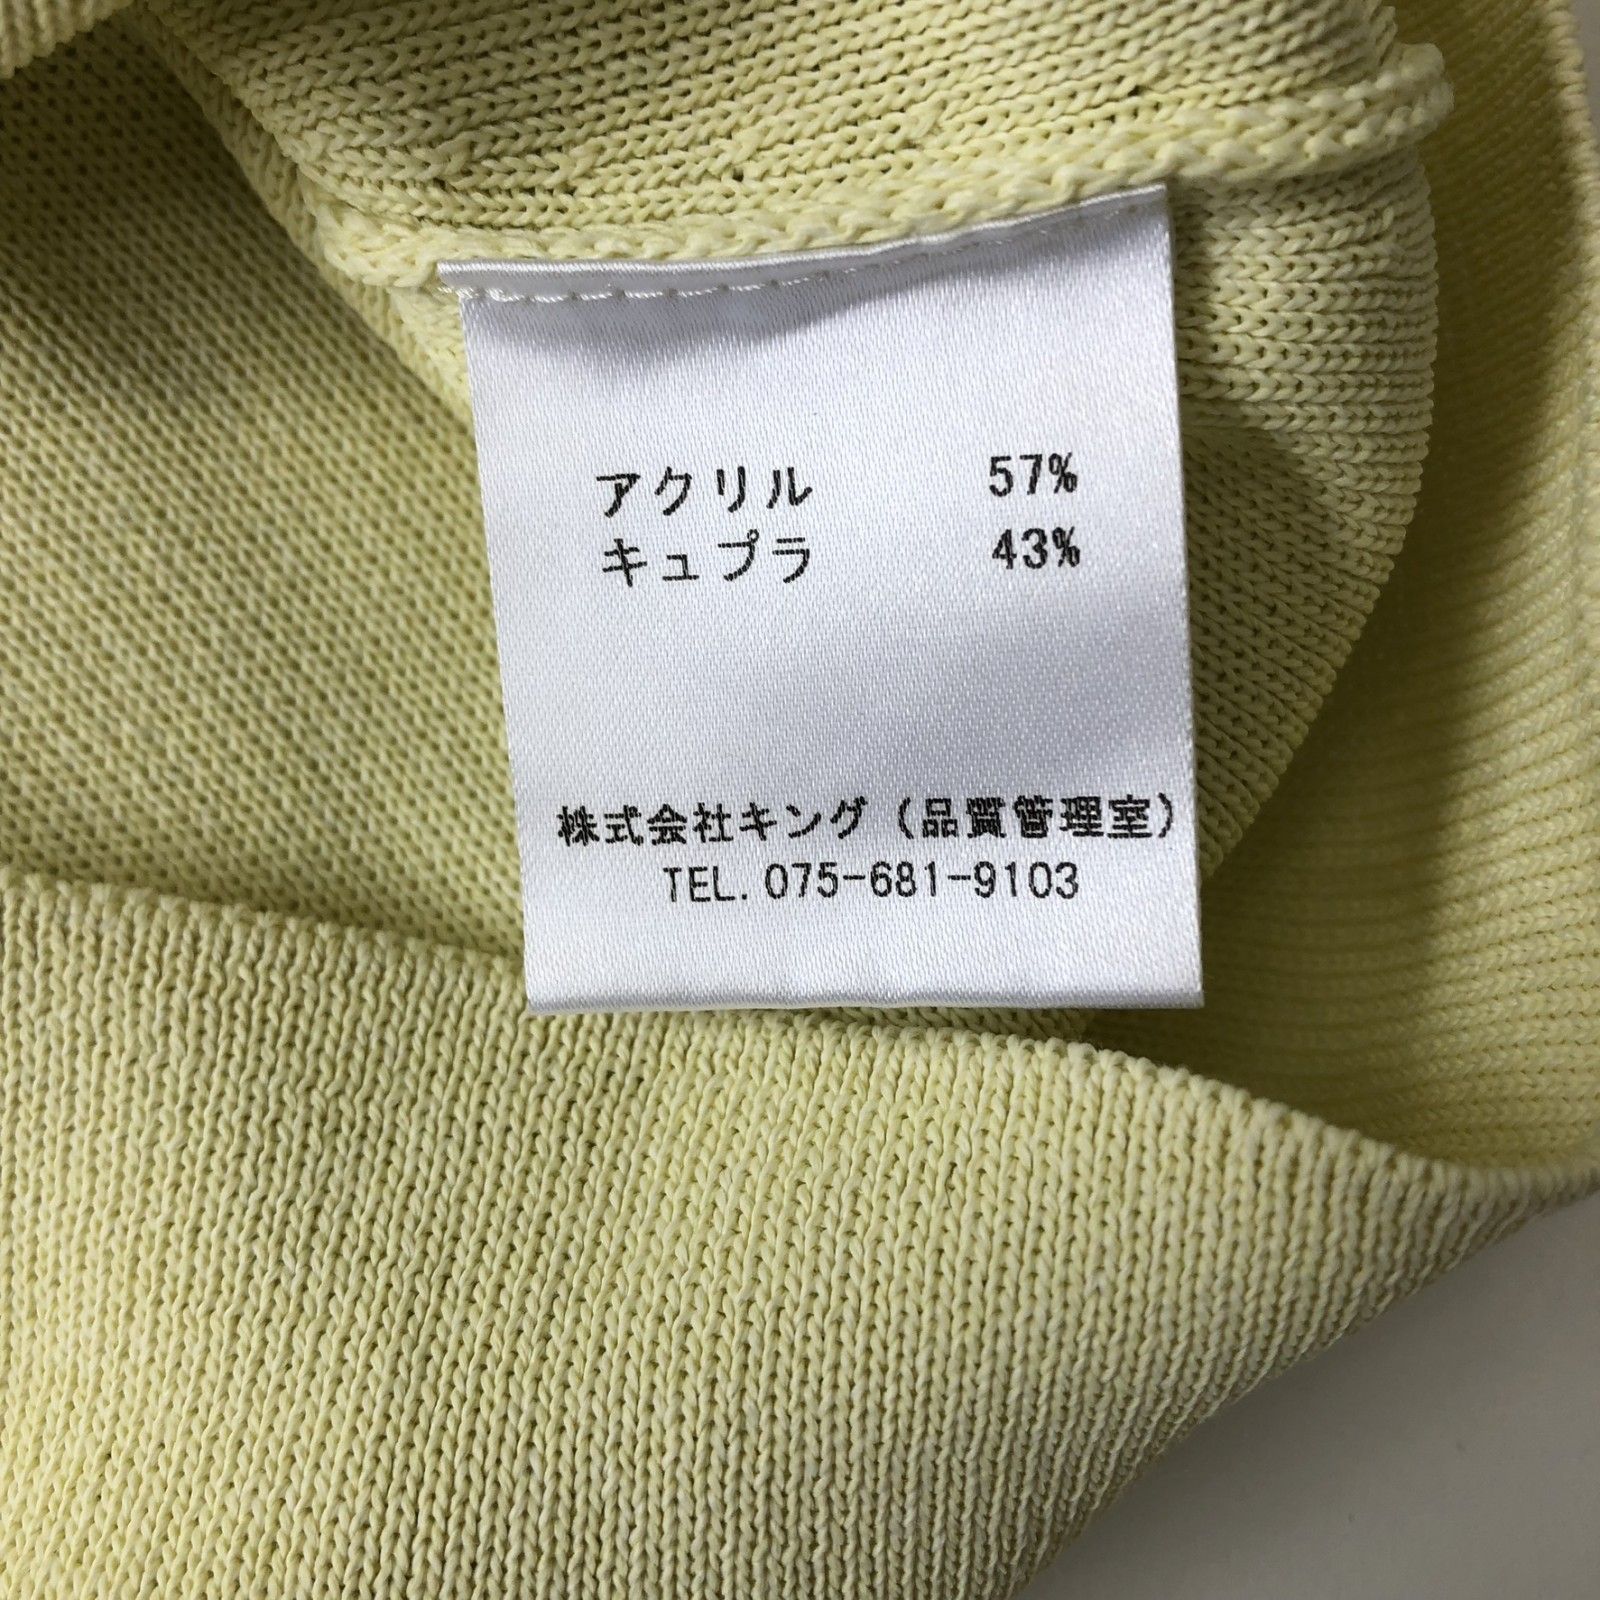 アクリル 57%
キュプラ 43%
株式会社キング（品質管理室）
TEL. 075-681-9103